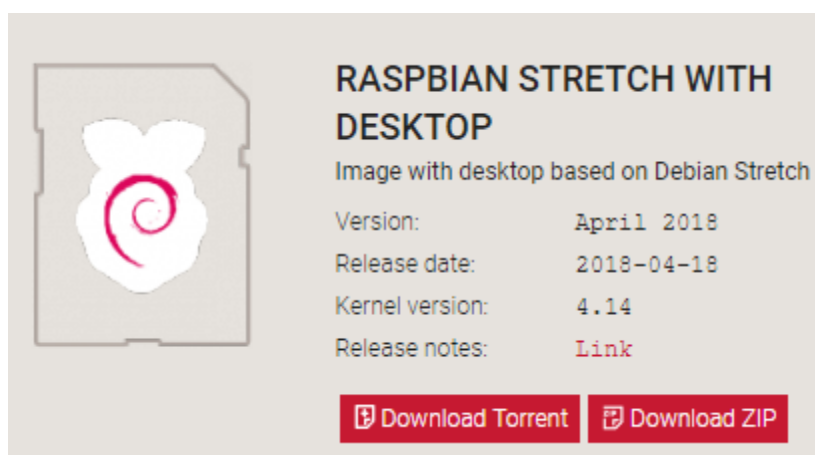 RASPBIAN STRETCH WITH
DESKTOP
Image with desktop based on Debian Stretch
Version: April 2018
Release date: 2018-04-18
Kernel version: 4.14
Release notes: Link
Download Torrent Download ZIP